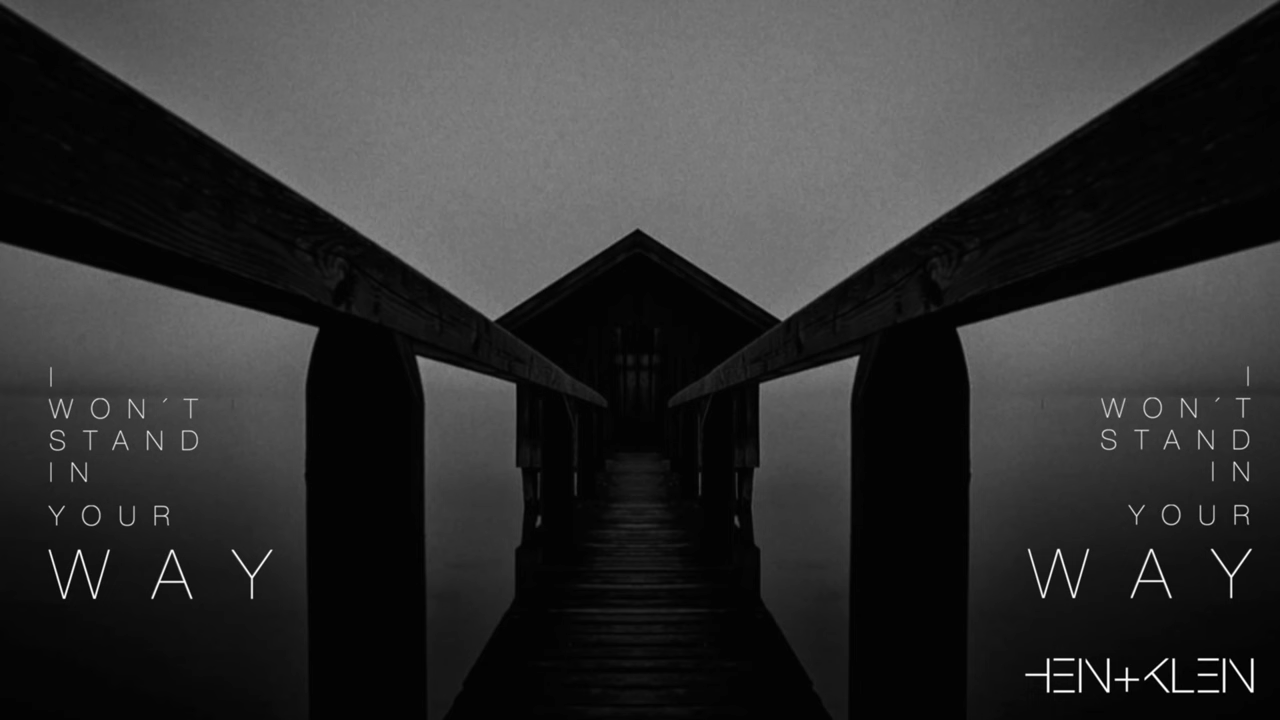 I
WON´T
STAND
IN
YOUR
WAY
I
WON´T
STAND
IN
YOUR
WAY
HEN+KLEN